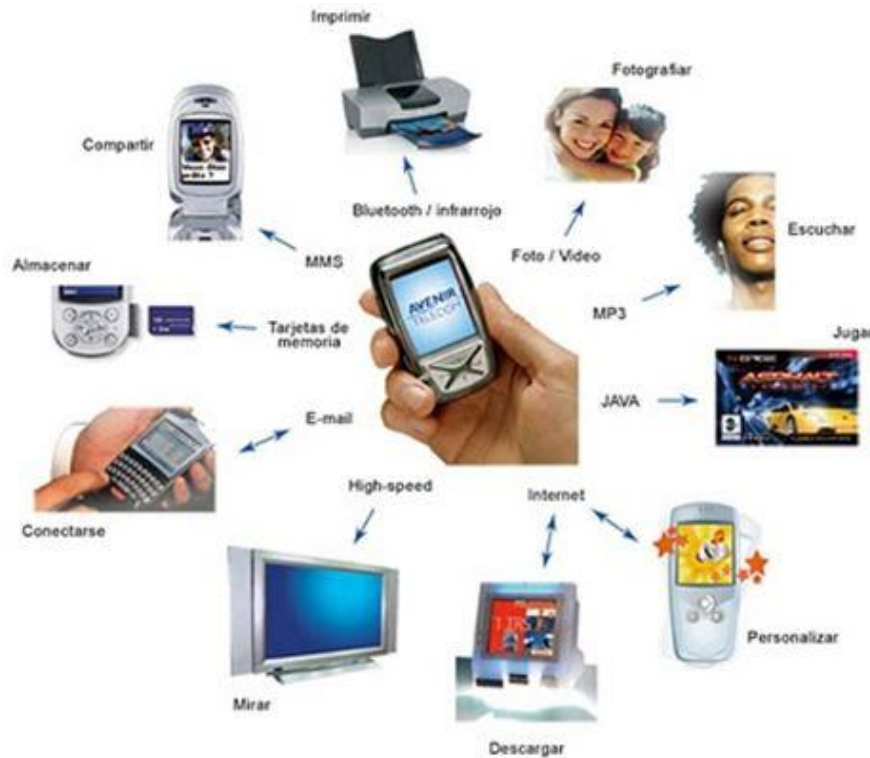 Imprimir
Fotografiar
Compartir
Bluetooth / infrarrojo
Escuchar
Foto / Video
MMS
Almacenar
AVENIR
TELECOM
MP3
Tarjetas de
memoria
Jugar
ASPHALT
JAVA
E-mail
High-speed
Internet
Conectarse
Personalizar
Mirar
Descargar